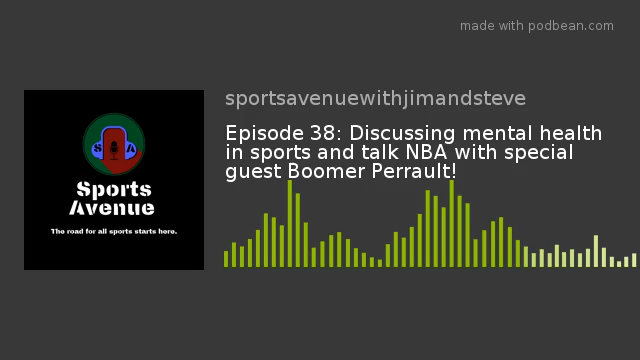 made with podbean.com
sportsavenuewithjimandsteve
Episode 38: Discussing mental health
in sports and talk NBA with special
guest Boomer Perrault!
S A
Sports
Avenue
The road for all sports starts here.